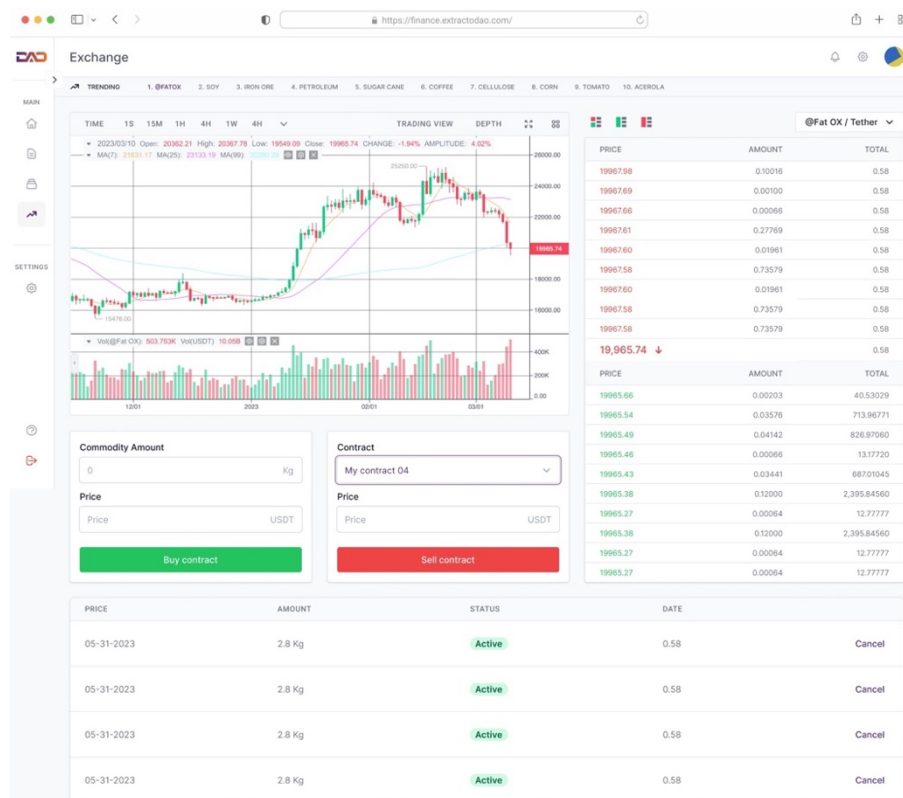 https://finance.extractodao.com/
DAO
Exchange
TRENDING 1. @FATOX 2. SOY 3. IRON ORE 4. PETROLEUM 5. SUGAR CANE 6. COFFEE 7. CELLULOSE 8. CORN 9. TOMATO 10. ACEROLA
MAIN
SETTINGS
TIME 1S 15M 1H 4H 1W 4H TRADING VIEW DEPTH
2023/03/10 Open: 20362.21 High: 20367.78 Low: 19549.09 Close: 19965.74 CHANGE: -1.94% AMPLITUDE: 4.02%
MA(7): 21931.17 MA(25): 23133.19 MA(99):
25250.00
26000.00
24000.00
22000.00
19965.74
18000.00
16000.00
15476.00
Vol(@Fat OX): 503.753K Vol(USDT) 10.05B
400K
200K
0.00
12/01 2023 02/01 03/01
@Fat OX / Tether
PRICE AMOUNT TOTAL
19967.98 0.10016 0.58
19967.69 0.00100 0.58
19967.66 0.00066 0.58
19967.61 0.27769 0.58
19967.60 0.01961 0.58
19967.58 0.73579 0.58
19967.60 0.01961 0.58
19967.58 0.73579 0.58
19967.58 0.73579 0.58
19,965.74 ↓ 0.58
PRICE AMOUNT TOTAL
19965.66 0.00203 40.53029
19965.54 0.03576 713.96771
19965.49 0.04142 826.97060
19965.46 0.00066 13.17720
19965.43 0.03441 687.01045
19965.38 0.12000 2,395.84560
19965.27 0.00064 12.77777
19965.38 0.12000 2,395.84560
19965.27 0.00064 12.77777
19965.27 0.00064 12.77777
Commodity Amount
0 Kg
Price
Price USDT
Buy contract
Contract
My contract 04
Price
Price USDT
Sell contract
PRICE AMOUNT STATUS DATE
05-31-2023 2.8 Kg Active 0.58 Cancel
05-31-2023 2.8 Kg Active 0.58 Cancel
05-31-2023 2.8 Kg Active 0.58 Cancel
05-31-2023 2.8 Kg Active 0.58 Cancel